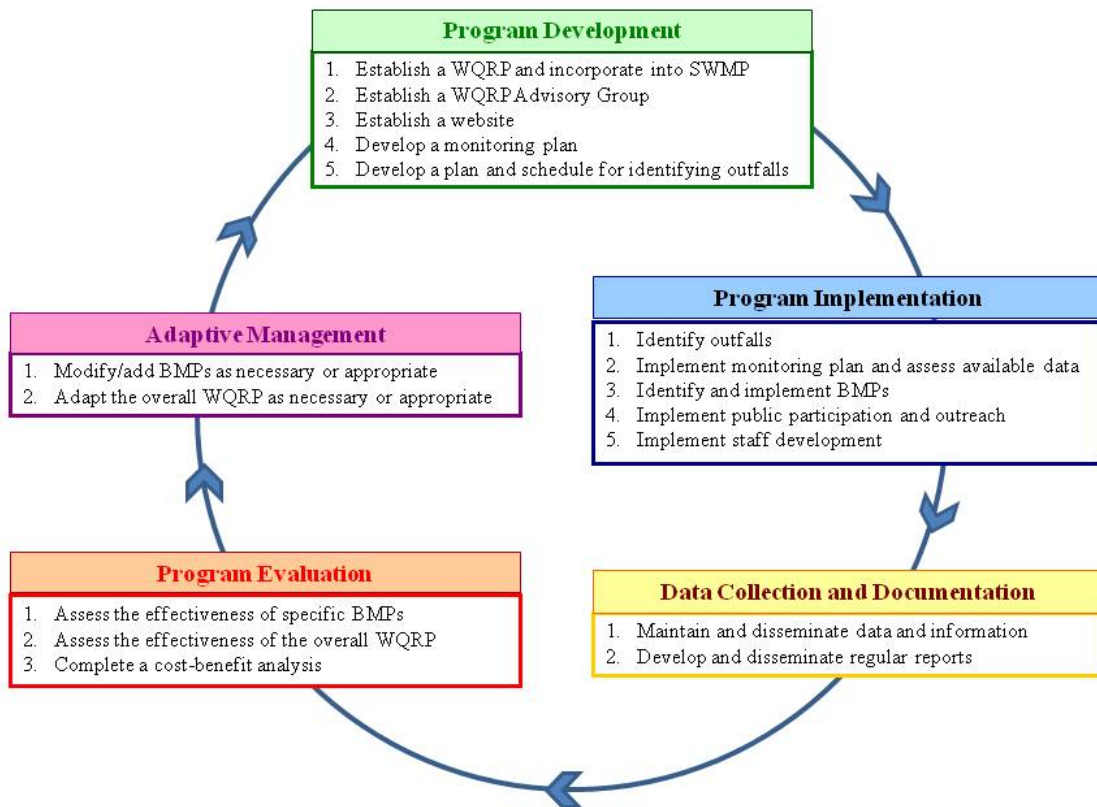 Program Development
1. Establish a WQRP and incorporate into SWMP
2. Establish a WQRP Advisory Group
3. Establish a website
4. Develop a monitoring plan
5. Develop a plan and schedule for identifying outfalls
Program Implementation
1. Identify outfalls
2. Implement monitoring plan and assess available data
3. Identify and implement BMPs
4. Implement public participation and outreach
5. Implement staff development
Data Collection and Documentation
1. Maintain and disseminate data and information
2. Develop and disseminate regular reports
Program Evaluation
1. Assess the effectiveness of specific BMPs
2. Assess the effectiveness of the overall WQRP
3. Complete a cost-benefit analysis
Adaptive Management
1. Modify/add BMPs as necessary or appropriate
2. Adapt the overall WQRP as necessary or appropriate